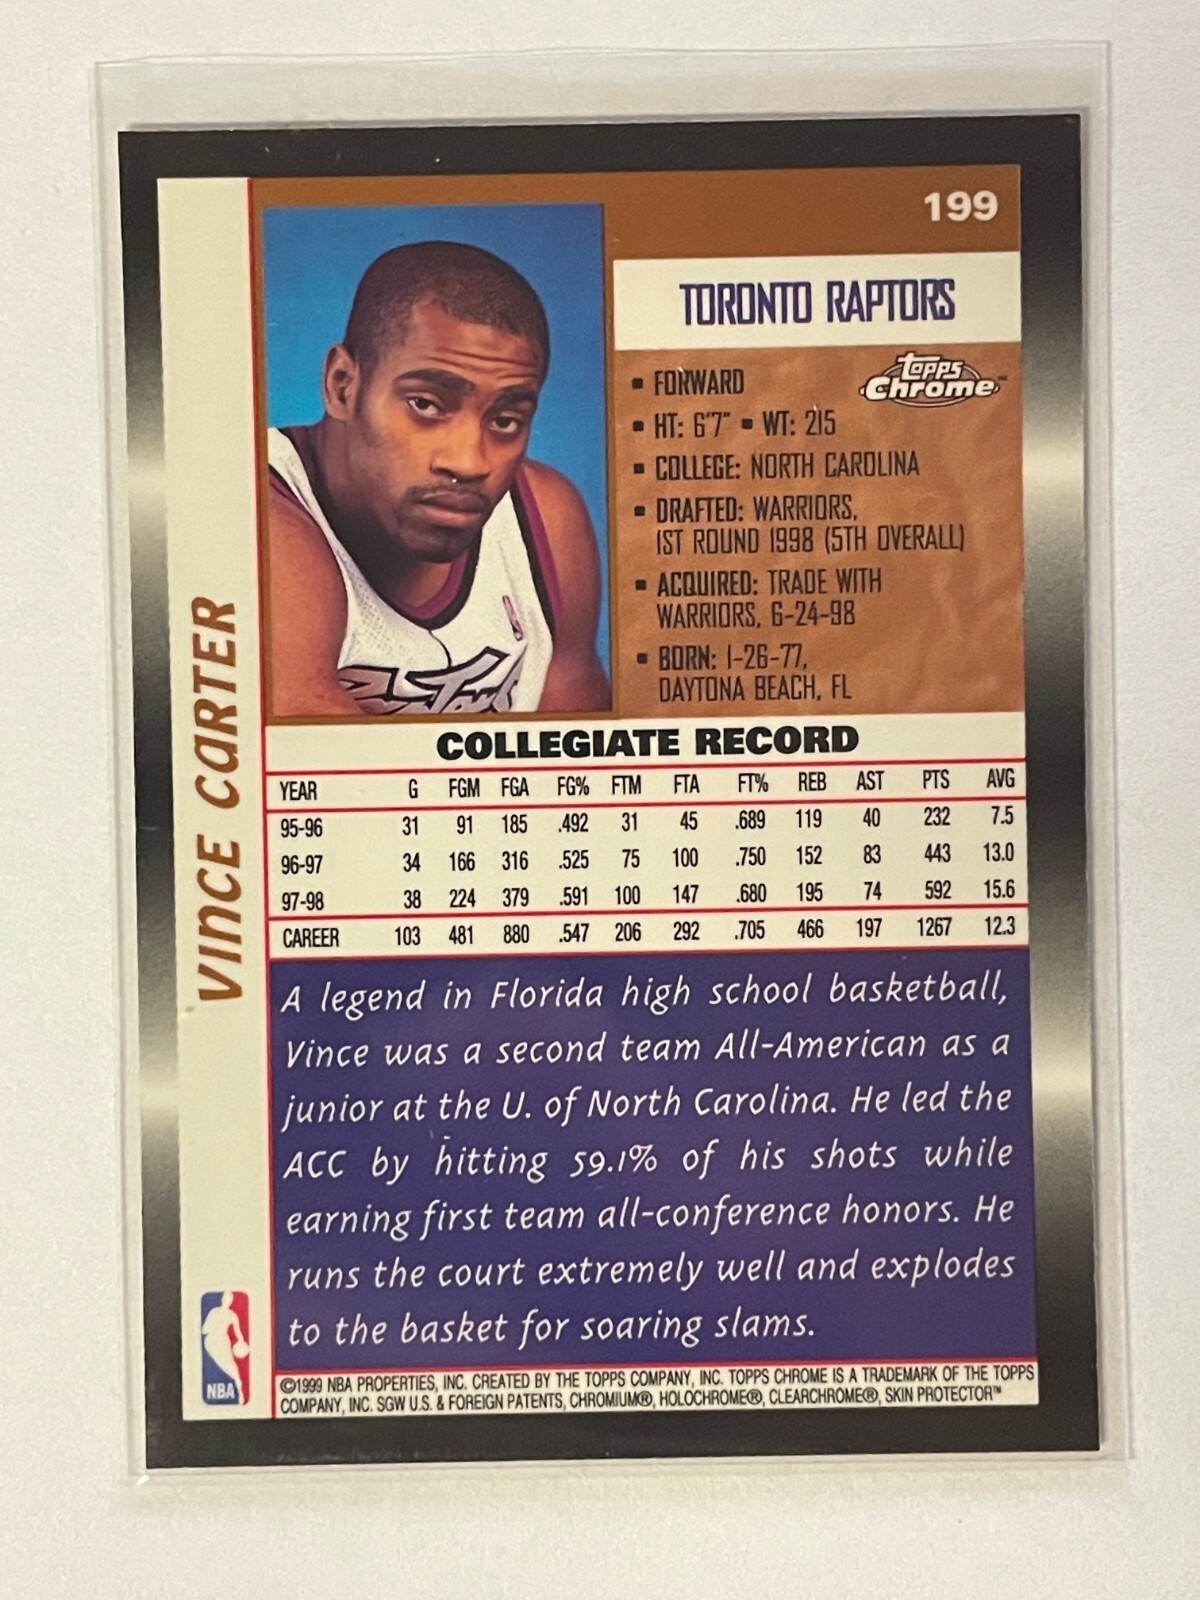 199
TORONTO RAPTORS
Topps
Chrome™
▪ FORWARD
▪ HT: 6'7" ▪ WT: 215
▪ COLLEGE: NORTH CAROLINA
▪ DRAFTED: WARRIORS,
1ST ROUND 1998 (5TH OVERALL)
▪ ACQUIRED: TRADE WITH
WARRIORS, 6-24-98
▪ BORN: 1-26-77,
DAYTONA BEACH, FL
VINCE CARTER
COLLEGIATE RECORD
YEAR G FGM FGA FG% FTM FTA FT% REB AST PTS AVG
95-96 31 91 185 .492 31 45 .689 119 40 232 7.5
96-97 34 166 316 .525 75 100 .750 152 83 443 13.0
97-98 38 224 379 .591 100 147 .680 195 74 592 15.6
CAREER 103 481 880 .547 206 292 .705 466 197 1267 12.3
A legend in Florida high school basketball,
Vince was a second team All-American as a
junior at the U. of North Carolina. He led the
ACC by hitting 59.1% of his shots while
earning first team all-conference honors. He
runs the court extremely well and explodes
to the basket for soaring slams.
NBA
©1999 NBA PROPERTIES, INC. CREATED BY THE TOPPS COMPANY, INC. TOPPS CHROME IS A TRADEMARK OF THE TOPPS
COMPANY, INC. SGW U.S. & FOREIGN PATENTS, CHROMIUM®, HOLOCHROME®, CLEARCHROME®, SKIN PROTECTOR™